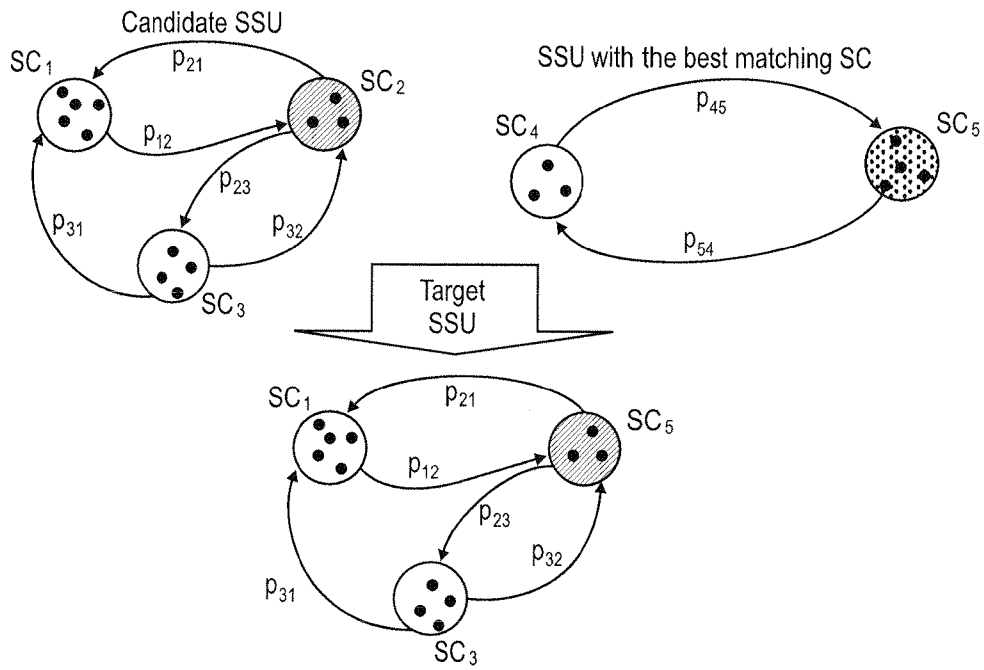 Candidate SSU
SC1
p21
SC2
p12
p23
p31
p32
SC3
SSU with the best matching SC
p45
SC4
SC5
p54
Target
SSU
SC1
p21
SC5
p12
p23
p32
p31
SC3